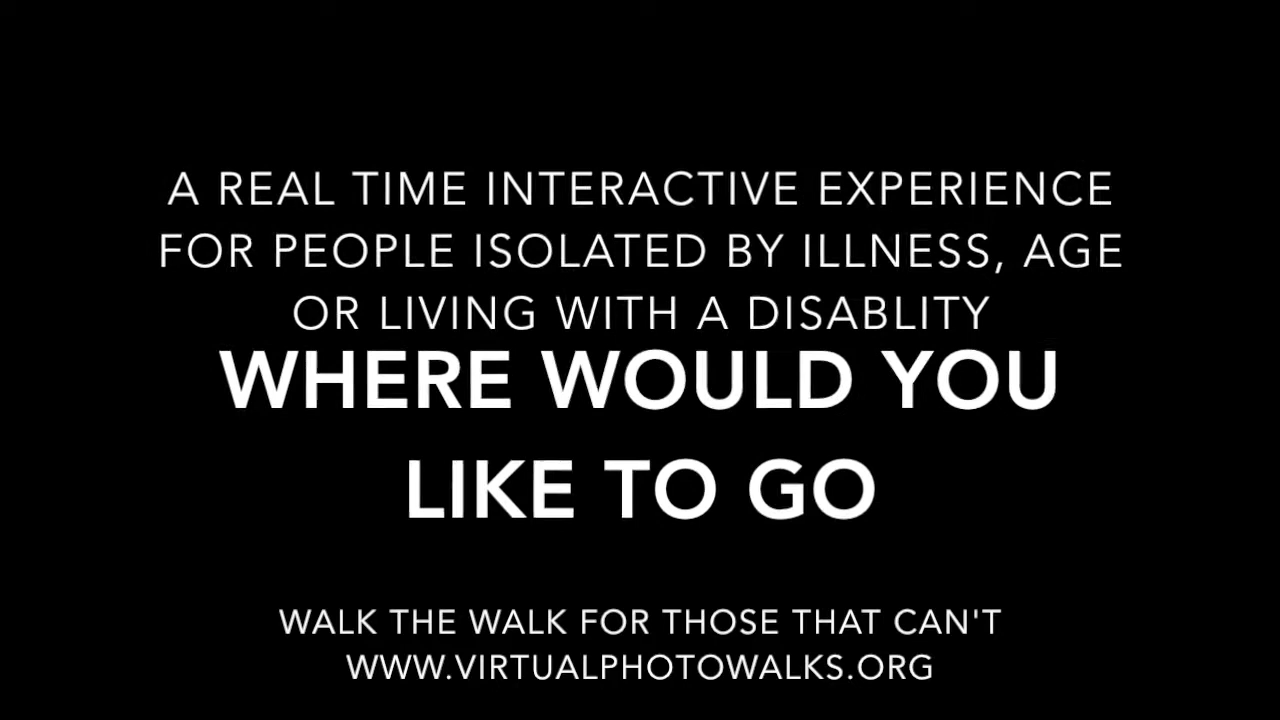 A REAL TIME INTERACTIVE EXPERIENCE
FOR PEOPLE ISOLATED BY ILLNESS, AGE
OR LIVING WITH A DISABLITY
WHERE WOULD YOU
LIKE TO GO
WALK THE WALK FOR THOSE THAT CAN'T
WWW.VIRTUALPHOTOWALKS.ORG